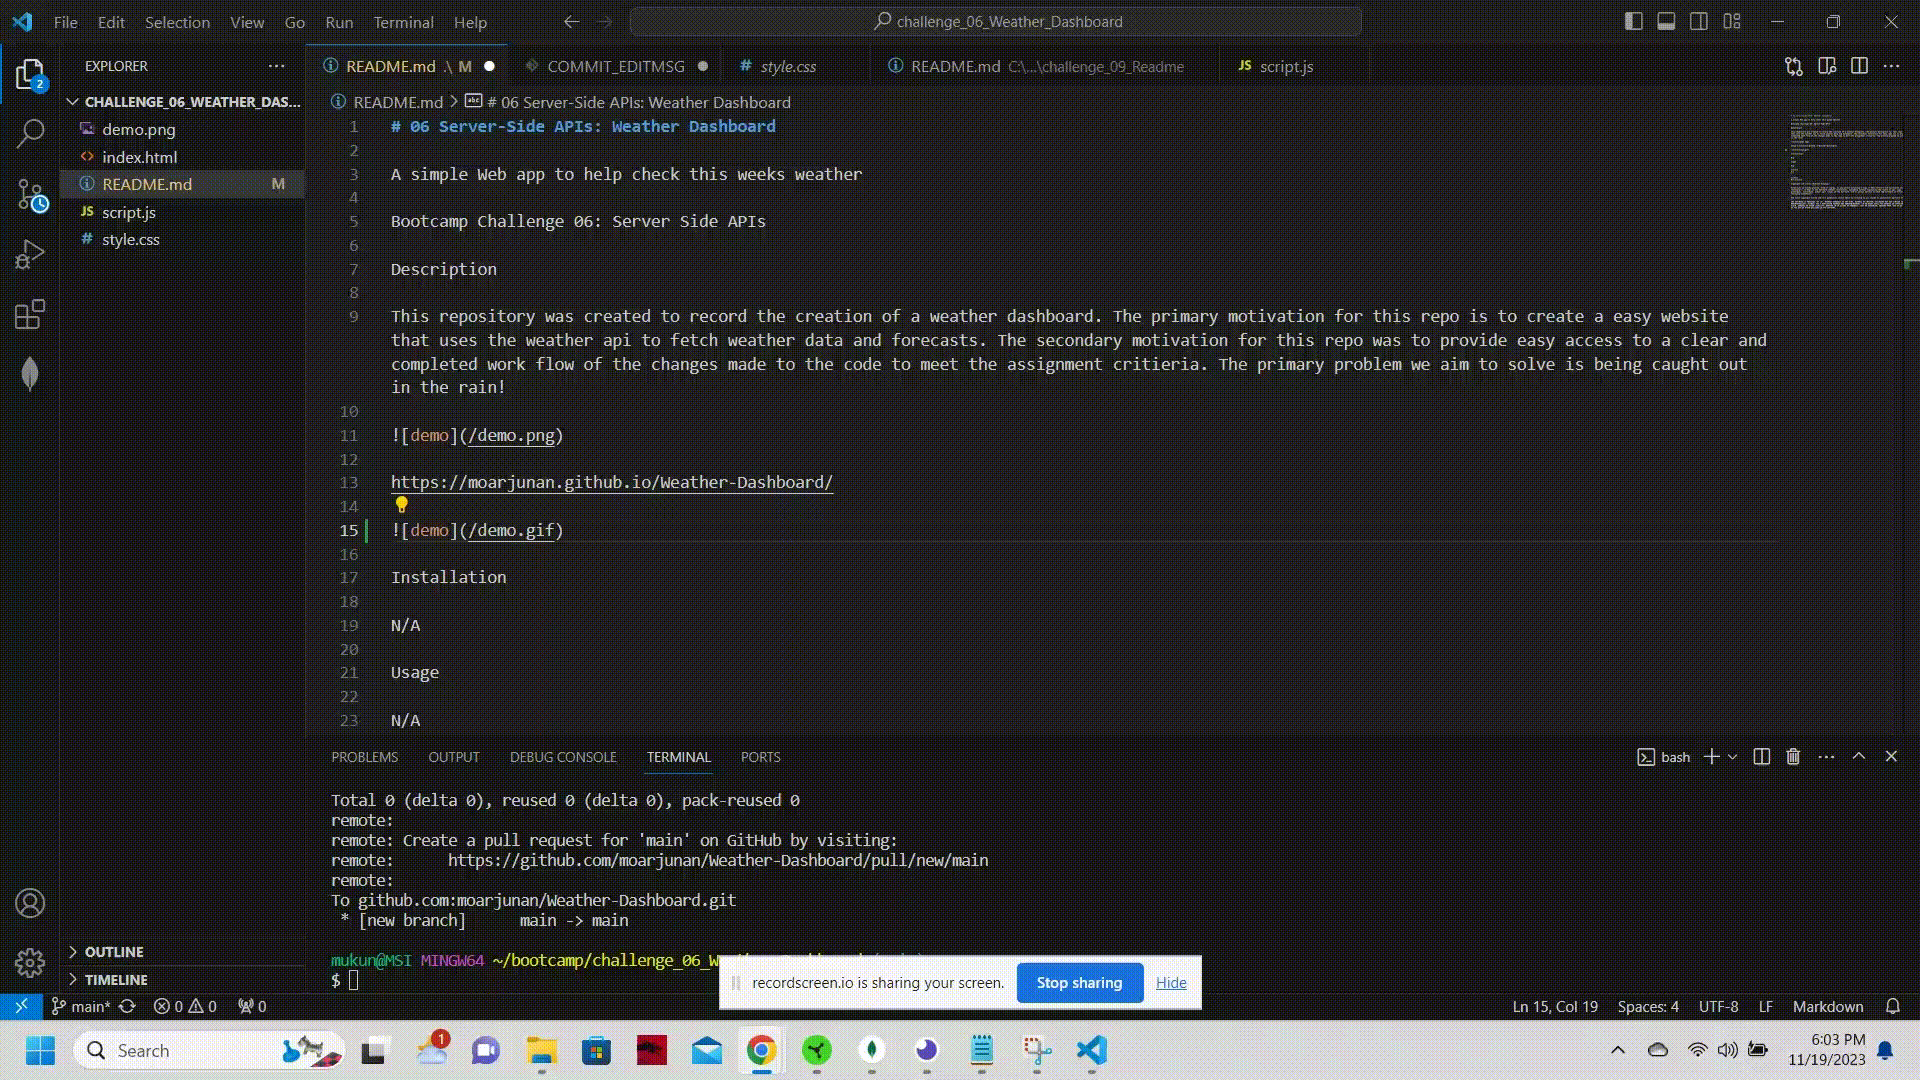 File Edit Selection View Go Run Terminal Help
challenge_06_Weather_Dashboard
EXPLORER
README.md .\ M
COMMIT_EDITMSG
# style.css
README.md C:\...\challenge_09_Readme
JS script.js
2
CHALLENGE_06_WEATHER_DAS...
demo.png
index.html
README.md M
JS script.js
# style.css
README.md > # 06 Server-Side APIs: Weather Dashboard
1 # 06 Server-Side APIs: Weather Dashboard
2
3 A simple Web app to help check this weeks weather
4
5 Bootcamp Challenge 06: Server Side APIs
6
7 Description
8
9 This repository was created to record the creation of a weather dashboard. The primary motivation for this repo is to create a easy website
that uses the weather api to fetch weather data and forecasts. The secondary motivation for this repo was to provide easy access to a clear and
completed work flow of the changes made to the code to meet the assignment critieria. The primary problem we aim to solve is being caught out
in the rain!
10
11 ![demo](/demo.png)
12
13 https://moarjunan.github.io/Weather-Dashboard/
14
15 ![demo](/demo.gif)
16
17 Installation
18
19 N/A
20
21 Usage
22
23 N/A
PROBLEMS OUTPUT DEBUG CONSOLE TERMINAL PORTS
bash
Total 0 (delta 0), reused 0 (delta 0), pack-reused 0
remote:
remote: Create a pull request for 'main' on GitHub by visiting:
remote: https://github.com/moarjunan/Weather-Dashboard/pull/new/main
remote:
To github.com:moarjunan/Weather-Dashboard.git
* [new branch] main -> main
mukun@MSI MINGW64 ~/bootcamp/challenge_06_W
$
OUTLINE
TIMELINE
recordscreen.io is sharing your screen.
Stop sharing
Hide
main* 0 0 0
Ln 15, Col 19 Spaces: 4 UTF-8 LF Markdown
Search
1
6:03 PM
11/19/2023